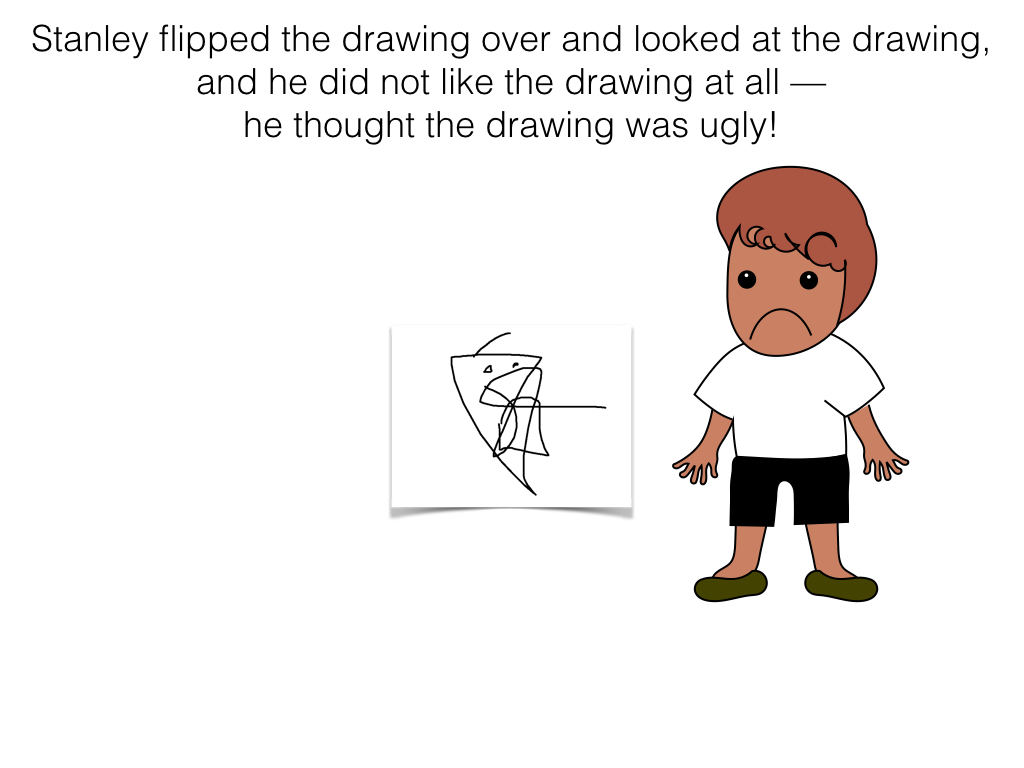 Stanley flipped the drawing over and looked at the drawing,
and he did not like the drawing at all —
he thought the drawing was ugly!